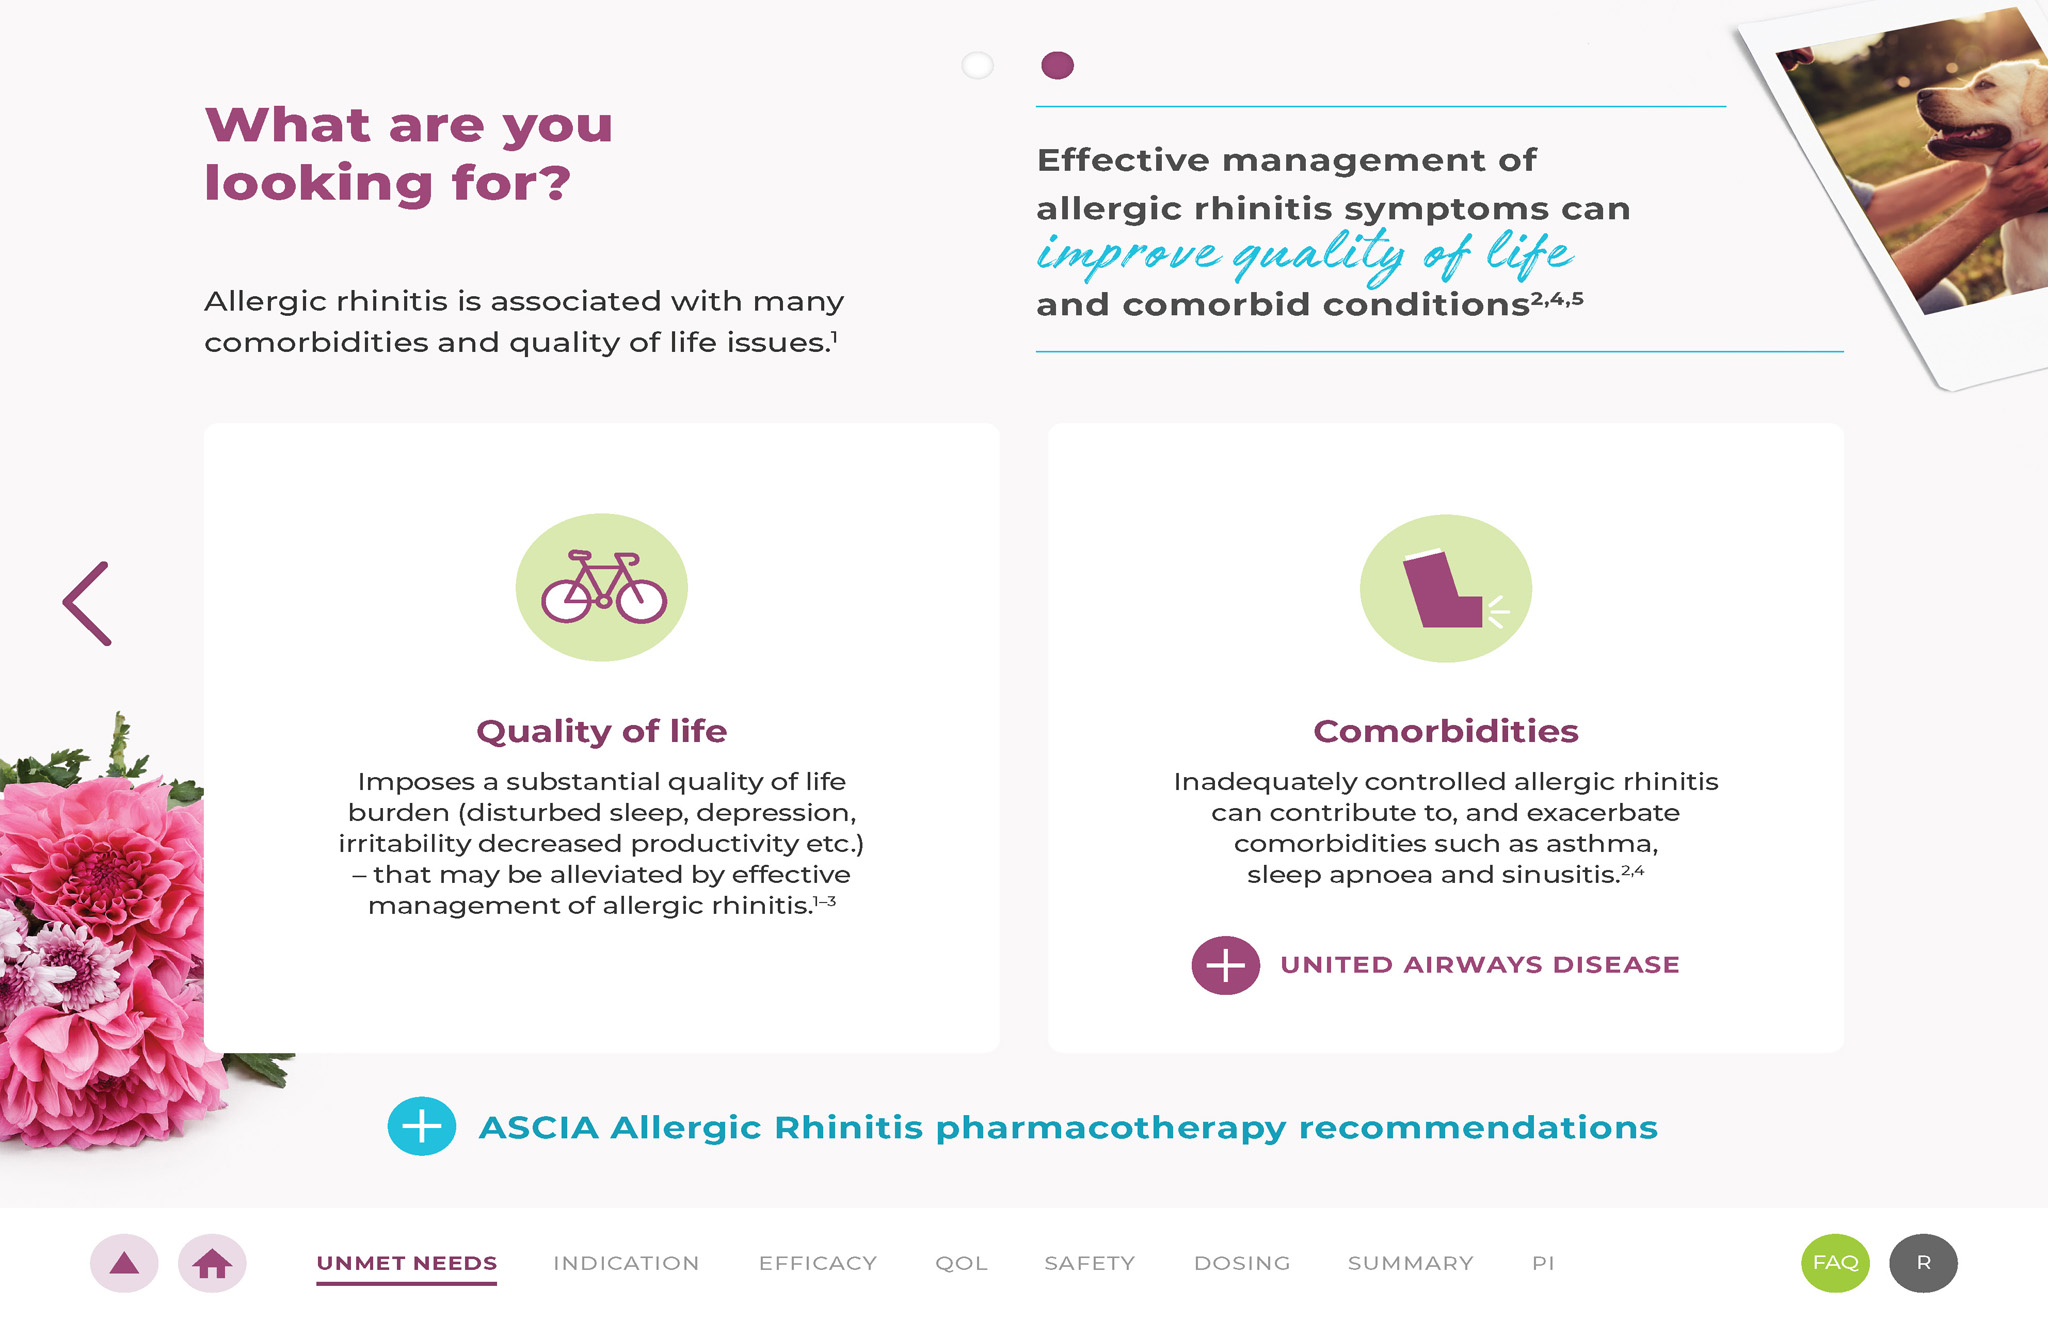 What are you
looking for?
Allergic rhinitis is associated with many
comorbidities and quality of life issues.¹
Effective management of
allergic rhinitis symptoms can
improve quality of life
and comorbid conditions²,⁴,⁵
Quality of life
Imposes a substantial quality of life
burden (disturbed sleep, depression,
irritability decreased productivity etc.)
– that may be alleviated by effective
management of allergic rhinitis.¹⁻³
Comorbidities
Inadequately controlled allergic rhinitis
can contribute to, and exacerbate
comorbidities such as asthma,
sleep apnoea and sinusitis.²,⁴
UNITED AIRWAYS DISEASE
ASCIA Allergic Rhinitis pharmacotherapy recommendations
UNMET NEEDS INDICATION EFFICACY QOL SAFETY DOSING SUMMARY PI FAQ R